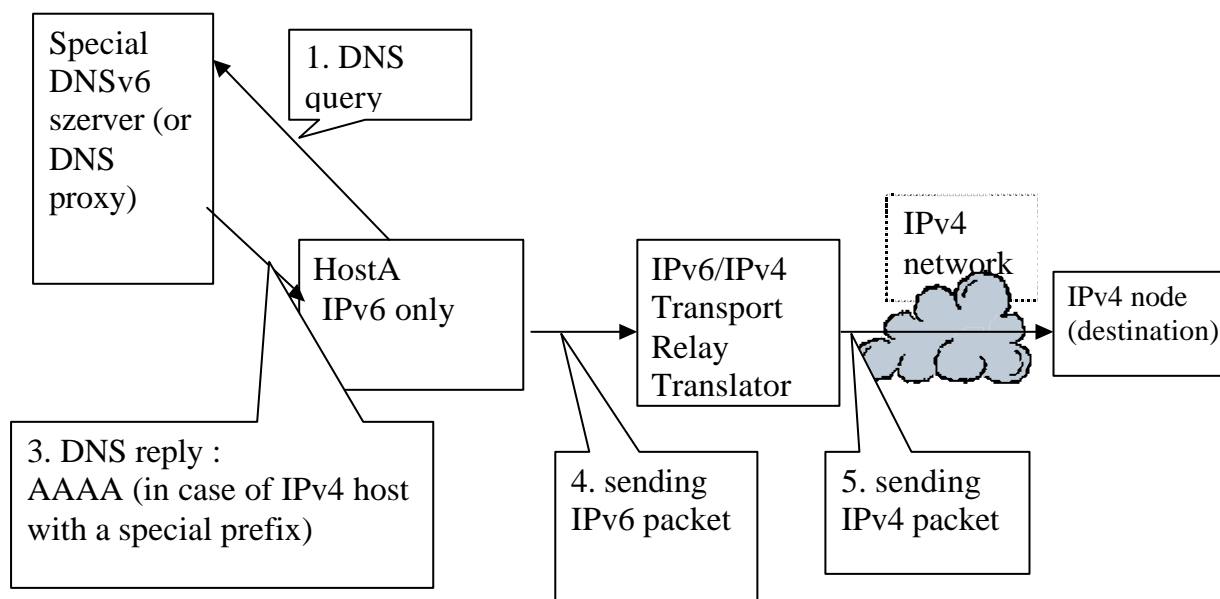 Special
DNSv6
szerver (or
DNS
proxy)
1. DNS
query
HostA
IPv6 only
IPv6/IPv4
Transport
Relay
Translator
IPv4
network
IPv4 node
(destination)
3. DNS reply :
AAAA (in case of IPv4 host
with a special prefix)
4. sending
IPv6 packet
5. sending
IPv4 packet